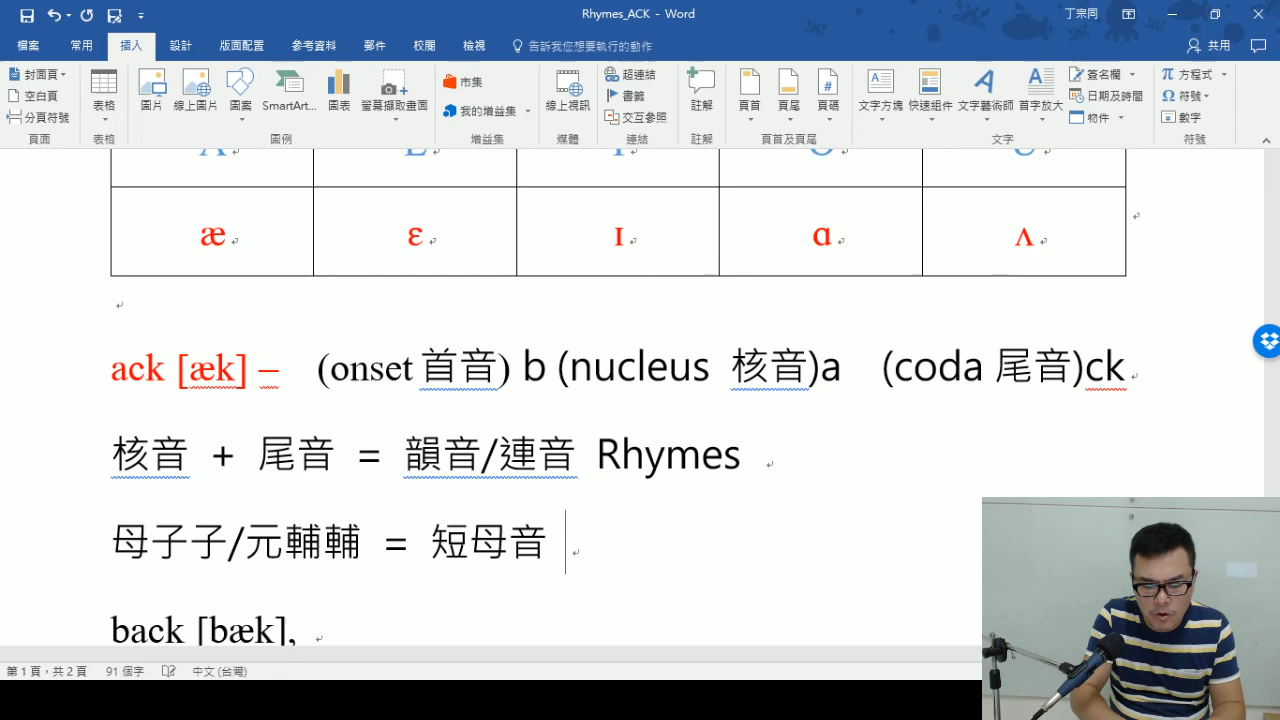 Rhymes_ACK - Word
丁宗同
檔案 常用 插入 設計 版面配置 參考資料 郵件 校閱 檢視 告訴我您想要執行的動作 共用
封面頁
空白頁
分頁符號
表格
圖片 線上圖片 圖案 SmartArt... 圖表 螢幕擷取畫面
市集
我的增益集
線上視訊
超連結
書籤
交互參照
註解
頁首 頁尾 頁碼
文字方塊 快速組件 文字藝術師 首字放大
簽名欄
日期及時間
物件
π 方程式
Ω 符號
數字
頁面 表格 圖例 增益集 媒體 連結 註解 頁首及頁尾 文字 符號
æ ɛ ɪ ɑ ʌ
ack [æk] – (onset 首音) b (nucleus 核音)a (coda 尾音)ck
核音 + 尾音 = 韻音/連音 Rhymes
母子子/元輔輔 = 短母音
back [bæk],
第 1 頁，共 2 頁 91 個字 中文 (台灣)